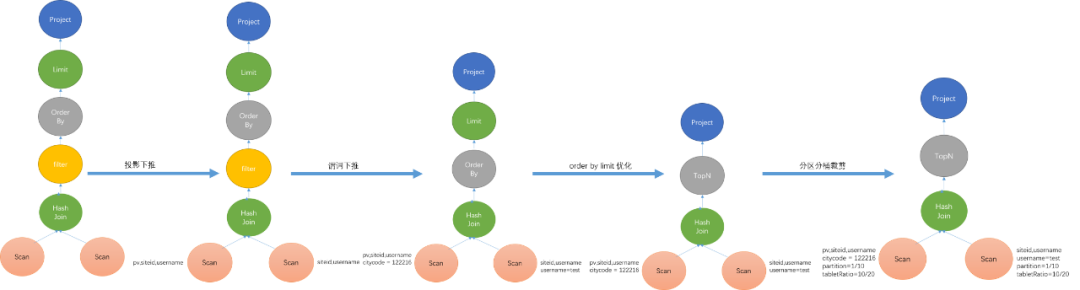 Project
Limit
Order
By
filter
Hash
Join
Scan
Scan
投影下推
Project
Limit
Order
By
filter
Hash
Join
pv,siteid,username
Scan
Scan
siteid,username
谓词下推
Project
Limit
Order
By
Hash
Join
pv,siteid,username
citycode = 122216
Scan
Scan
siteid,username
username=test
order by limit 优化
Project
TopN
Hash
Join
pv,siteid,username
citycode = 122216
Scan
Scan
siteid,username
username=test
分区分桶裁剪
Project
TopN
Hash
Join
pv,siteid,username
citycode = 122216
partition=1/10
tabletRatio=10/20
Scan
Scan
siteid,username
username=test
partition=1/10
tabletRatio=10/20